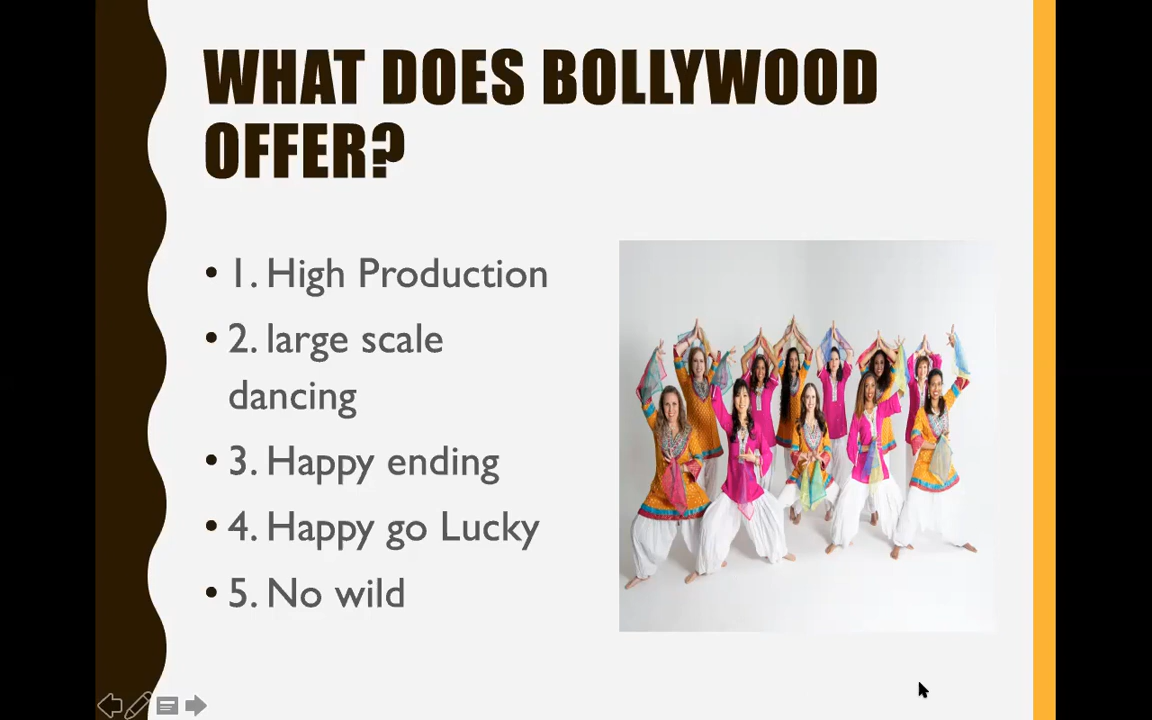 WHAT DOES BOLLYWOOD
OFFER?
• 1. High Production
• 2. large scale
dancing
• 3. Happy ending
• 4. Happy go Lucky
• 5. No wild